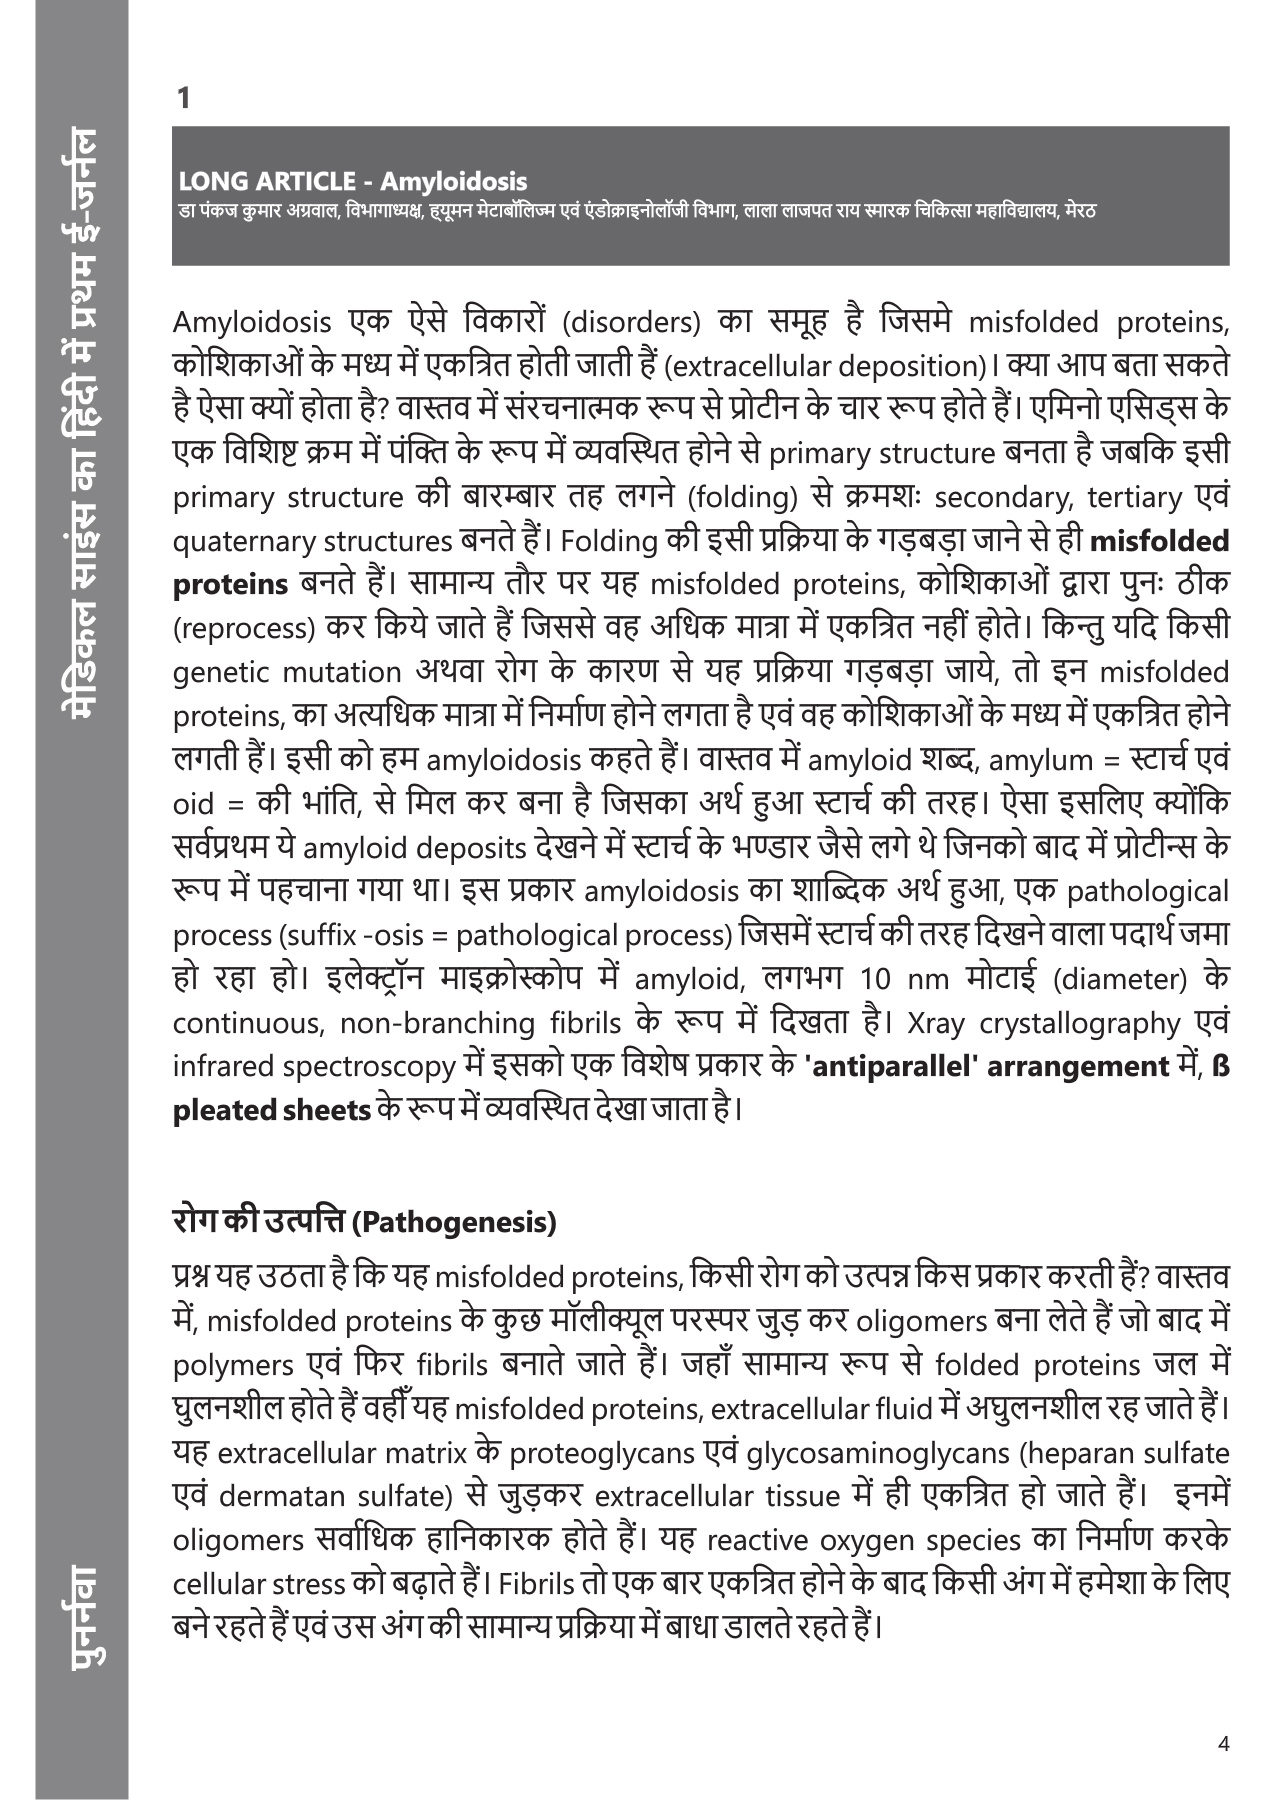 मेडिकल साइंस का हिंदी में प्रथम ई-जर्नल
पुनर्नवा
1
LONG ARTICLE - Amyloidosis
डा पंकज कुमार अग्रवाल, विभागाध्यक्ष, ह्यूमन मेटाबॉलिज्म एवं एंडोक्राइनोलॉजी विभाग, लाला लाजपत राय स्मारक चिकित्सा महाविद्यालय, मेरठ
Amyloidosis एक ऐसे विकारों (disorders) का समूह है जिसमे misfolded proteins,
कोशिकाओं के मध्य में एकत्रित होती जाती हैं (extracellular deposition)। क्या आप बता सकते
है ऐसा क्यों होता है? वास्तव में संरचनात्मक रूप से प्रोटीन के चार रूप होते हैं। एमिनो एसिड्स के
एक विशिष्ट क्रम में पंक्ति के रूप में व्यवस्थित होने से primary structure बनता है जबकि इसी
primary structure की बारम्बार तह लगने (folding) से क्रमशः secondary, tertiary एवं
quaternary structures बनते हैं। Folding की इसी प्रक्रिया के गड़बड़ा जाने से ही misfolded
proteins बनते हैं। सामान्य तौर पर यह misfolded proteins, कोशिकाओं द्वारा पुनः ठीक
(reprocess) कर किये जाते हैं जिससे वह अधिक मात्रा में एकत्रित नहीं होते। किन्तु यदि किसी
genetic mutation अथवा रोग के कारण से यह प्रक्रिया गड़बड़ा जाये, तो इन misfolded
proteins, का अत्यधिक मात्रा में निर्माण होने लगता है एवं वह कोशिकाओं के मध्य में एकत्रित होने
लगती हैं। इसी को हम amyloidosis कहते हैं। वास्तव में amyloid शब्द, amylum = स्टार्च एवं
oid = की भांति, से मिल कर बना है जिसका अर्थ हुआ स्टार्च की तरह। ऐसा इसलिए क्योंकि
सर्वप्रथम ये amyloid deposits देखने में स्टार्च के भण्डार जैसे लगे थे जिनको बाद में प्रोटीन्स के
रूप में पहचाना गया था। इस प्रकार amyloidosis का शाब्दिक अर्थ हुआ, एक pathological
process (suffix -osis = pathological process) जिसमें स्टार्च की तरह दिखने वाला पदार्थ जमा
हो रहा हो। इलेक्ट्रॉन माइक्रोस्कोप में amyloid, लगभग 10 nm मोटाई (diameter) के
continuous, non-branching fibrils के रूप में दिखता है। Xray crystallography एवं
infrared spectroscopy में इसको एक विशेष प्रकार के 'antiparallel' arrangement में, ß
pleated sheets के रूप में व्यवस्थित देखा जाता है।
रोग की उत्पत्ति (Pathogenesis)
प्रश्न यह उठता है कि यह misfolded proteins, किसी रोग को उत्पन्न किस प्रकार करती हैं? वास्तव
में, misfolded proteins के कुछ मॉलीक्यूल परस्पर जुड़ कर oligomers बना लेते हैं जो बाद में
polymers एवं फिर fibrils बनाते जाते हैं। जहाँ सामान्य रूप से folded proteins जल में
घुलनशील होते हैं वहीँ यह misfolded proteins, extracellular fluid में अघुलनशील रह जाते हैं।
यह extracellular matrix के proteoglycans एवं glycosaminoglycans (heparan sulfate
एवं dermatan sulfate) से जुड़कर extracellular tissue में ही एकत्रित हो जाते हैं। इनमें
oligomers सर्वाधिक हानिकारक होते हैं। यह reactive oxygen species का निर्माण करके
cellular stress को बढ़ाते हैं। Fibrils तो एक बार एकत्रित होने के बाद किसी अंग में हमेशा के लिए
बने रहते हैं एवं उस अंग की सामान्य प्रक्रिया में बाधा डालते रहते हैं।
4